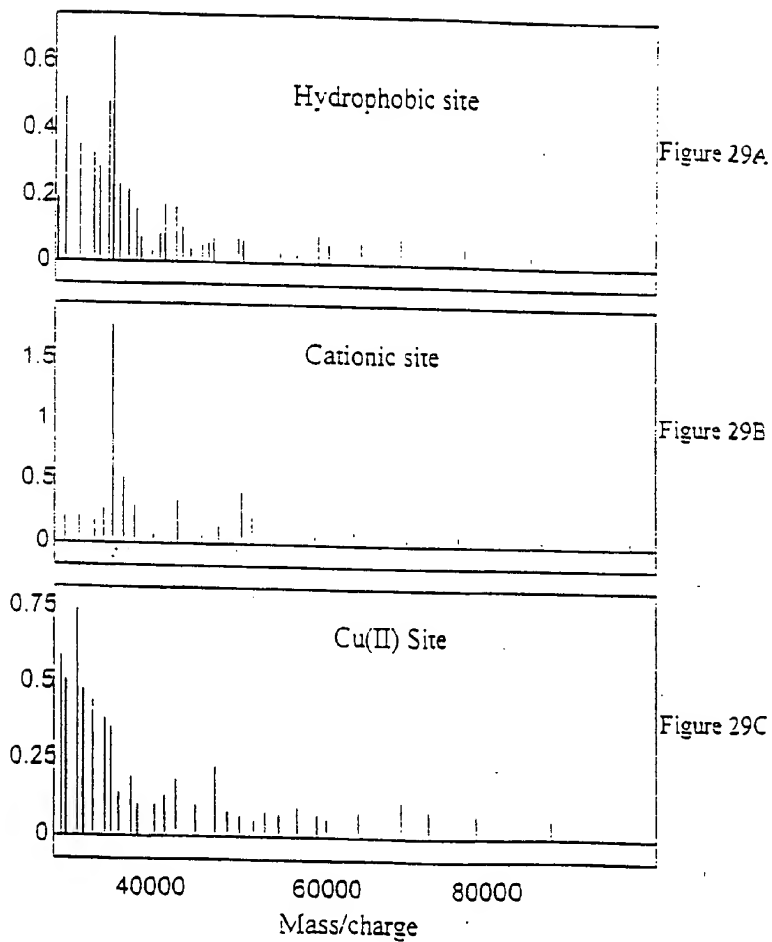 0.6
0.4
0.2
0
Hydrophobic site
Figure 29A
1.5
1
0.5
0
Cationic site
Figure 29B
0.75
0.5
0.25
0
Cu(II) Site
Figure 29C
40000 60000 80000
Mass/charge